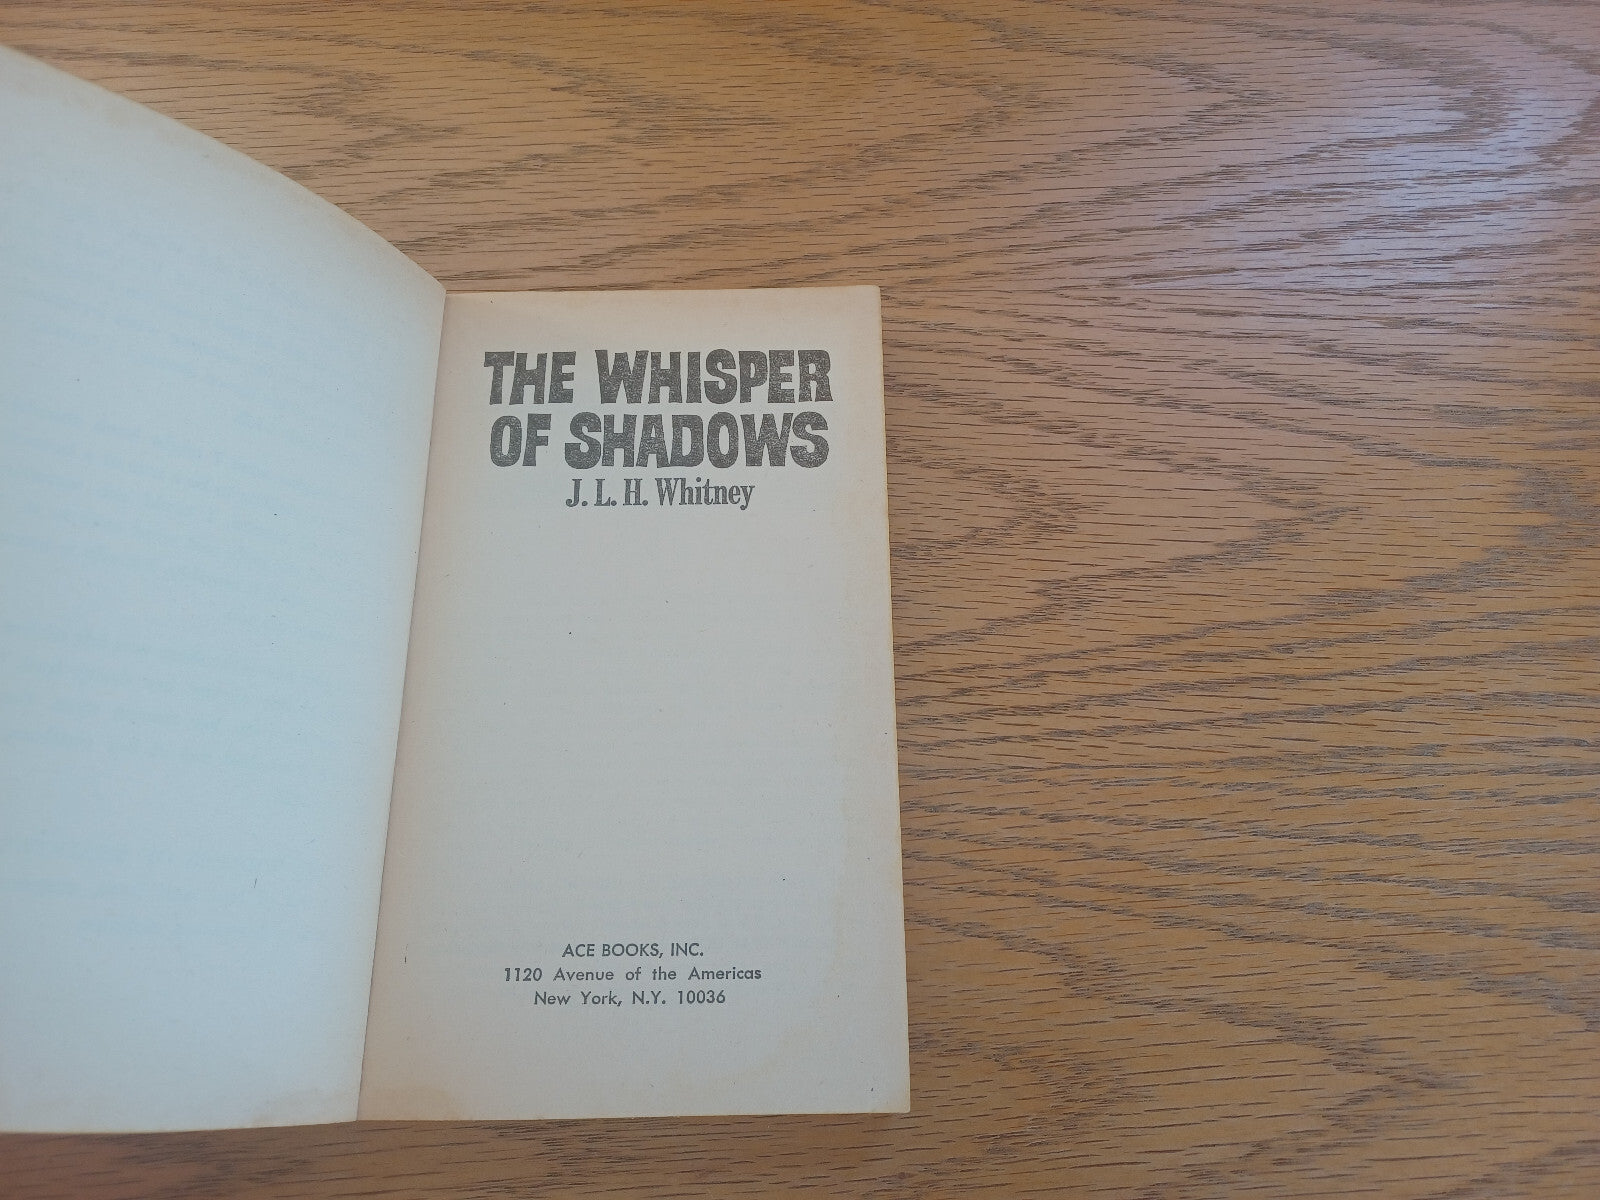 THE WHISPER
OF SHADOWS
J. L. H. Whitney
ACE BOOKS, INC.
1120 Avenue of the Americas
New York, N.Y. 10036